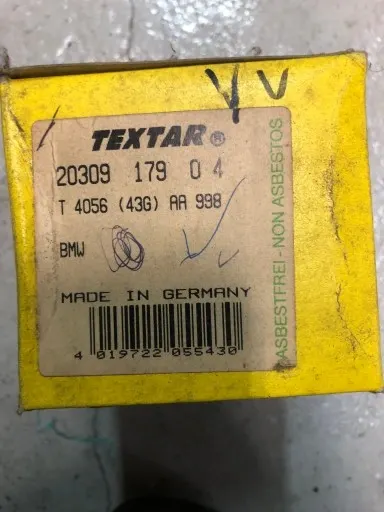 TEXTAR®
20309 179 0 4
T 4056 (43G) AA 998
BMW
MADE IN GERMANY
4 019722 055430
ASBESTFREI - NON ASBESTOS